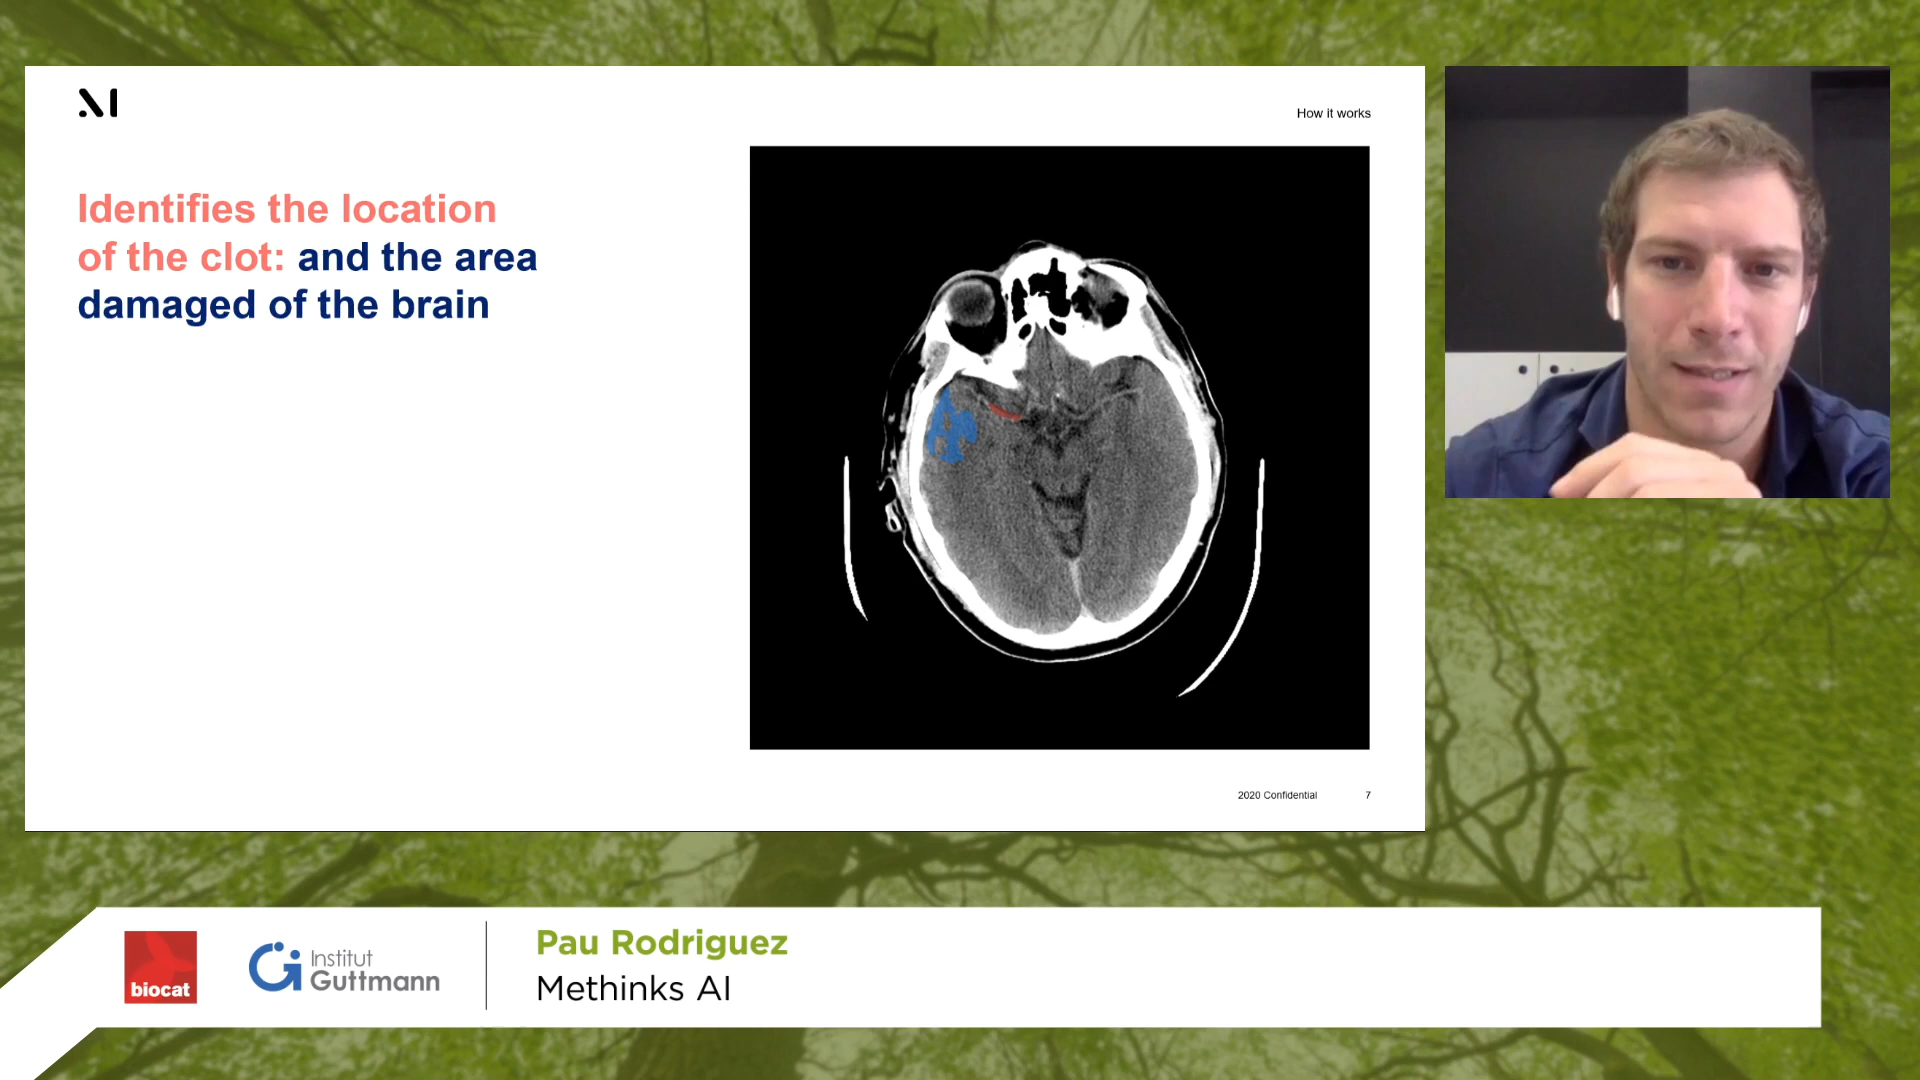 How it works
Identifies the location
of the clot: and the area
damaged of the brain
2020 Confidential 7
biocat
Institut
Guttmann
Pau Rodriguez
Methinks AI